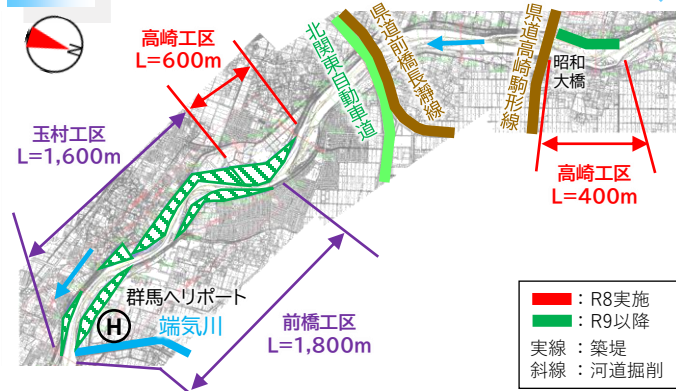 N
高崎工区
L=600m
北関東自動車道
県道前橋長瀞線
県道高崎駒形線
昭和
大橋
高崎工区
L=400m
玉村工区
L=1,600m
群馬ヘリポート
H
端気川
前橋工区
L=1,800m
：R8実施
：R9以降
実線 ：築堤
斜線 ：河道掘削